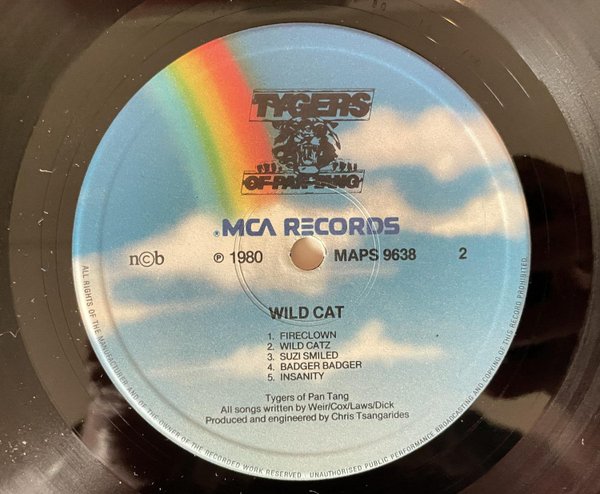 TYGERS
OF PAN TANG
® MCA RECORDS
n©b ℗ 1980 MAPS 9638 2
WILD CAT
1. FIRECLOWN
2. WILD CATZ
3. SUZI SMILED
4. BADGER BADGER
5. INSANITY
Tygers of Pan Tang
All songs written by Weir/Cox/Laws/Dick
Produced and engineered by Chris Tsangarides
ALL RIGHTS OF THE MANUFACTURER AND OF THE OWNER OF THE RECORDED WORK RESERVED · UNAUTHORISED PUBLIC PERFORMANCE BROADCASTING AND COPYING OF THIS RECORD PROHIBITED